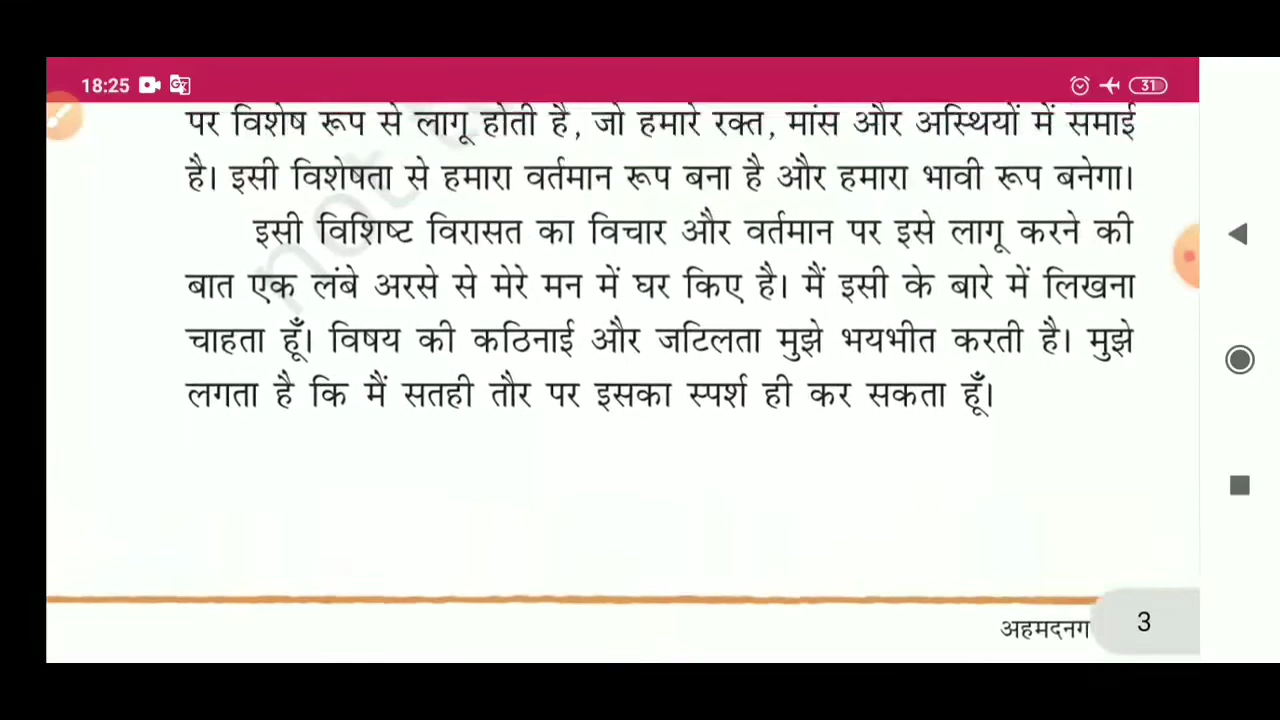 18:25
31
पर विशेष रूप से लागू होती है, जो हमारे रक्त, मांस और अस्थियों में समाई
है। इसी विशेषता से हमारा वर्तमान रूप बना है और हमारा भावी रूप बनेगा।
इसी विशिष्ट विरासत का विचार और वर्तमान पर इसे लागू करने की
बात एक लंबे अरसे से मेरे मन में घर किए है। मैं इसी के बारे में लिखना
चाहता हूँ। विषय की कठिनाई और जटिलता मुझे भयभीत करती है। मुझे
लगता है कि मैं सतही तौर पर इसका स्पर्श ही कर सकता हूँ।
not t
अहमदनग
3